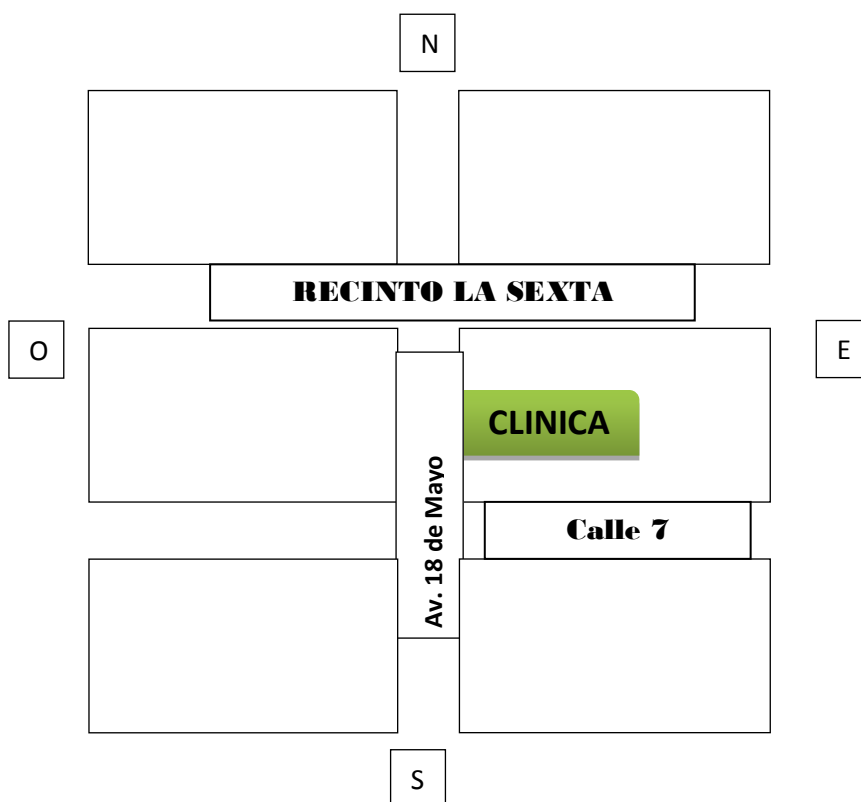 N
RECINTO LA SEXTA
O
E
CLINICA
Av. 18 de Mayo
Calle 7
S